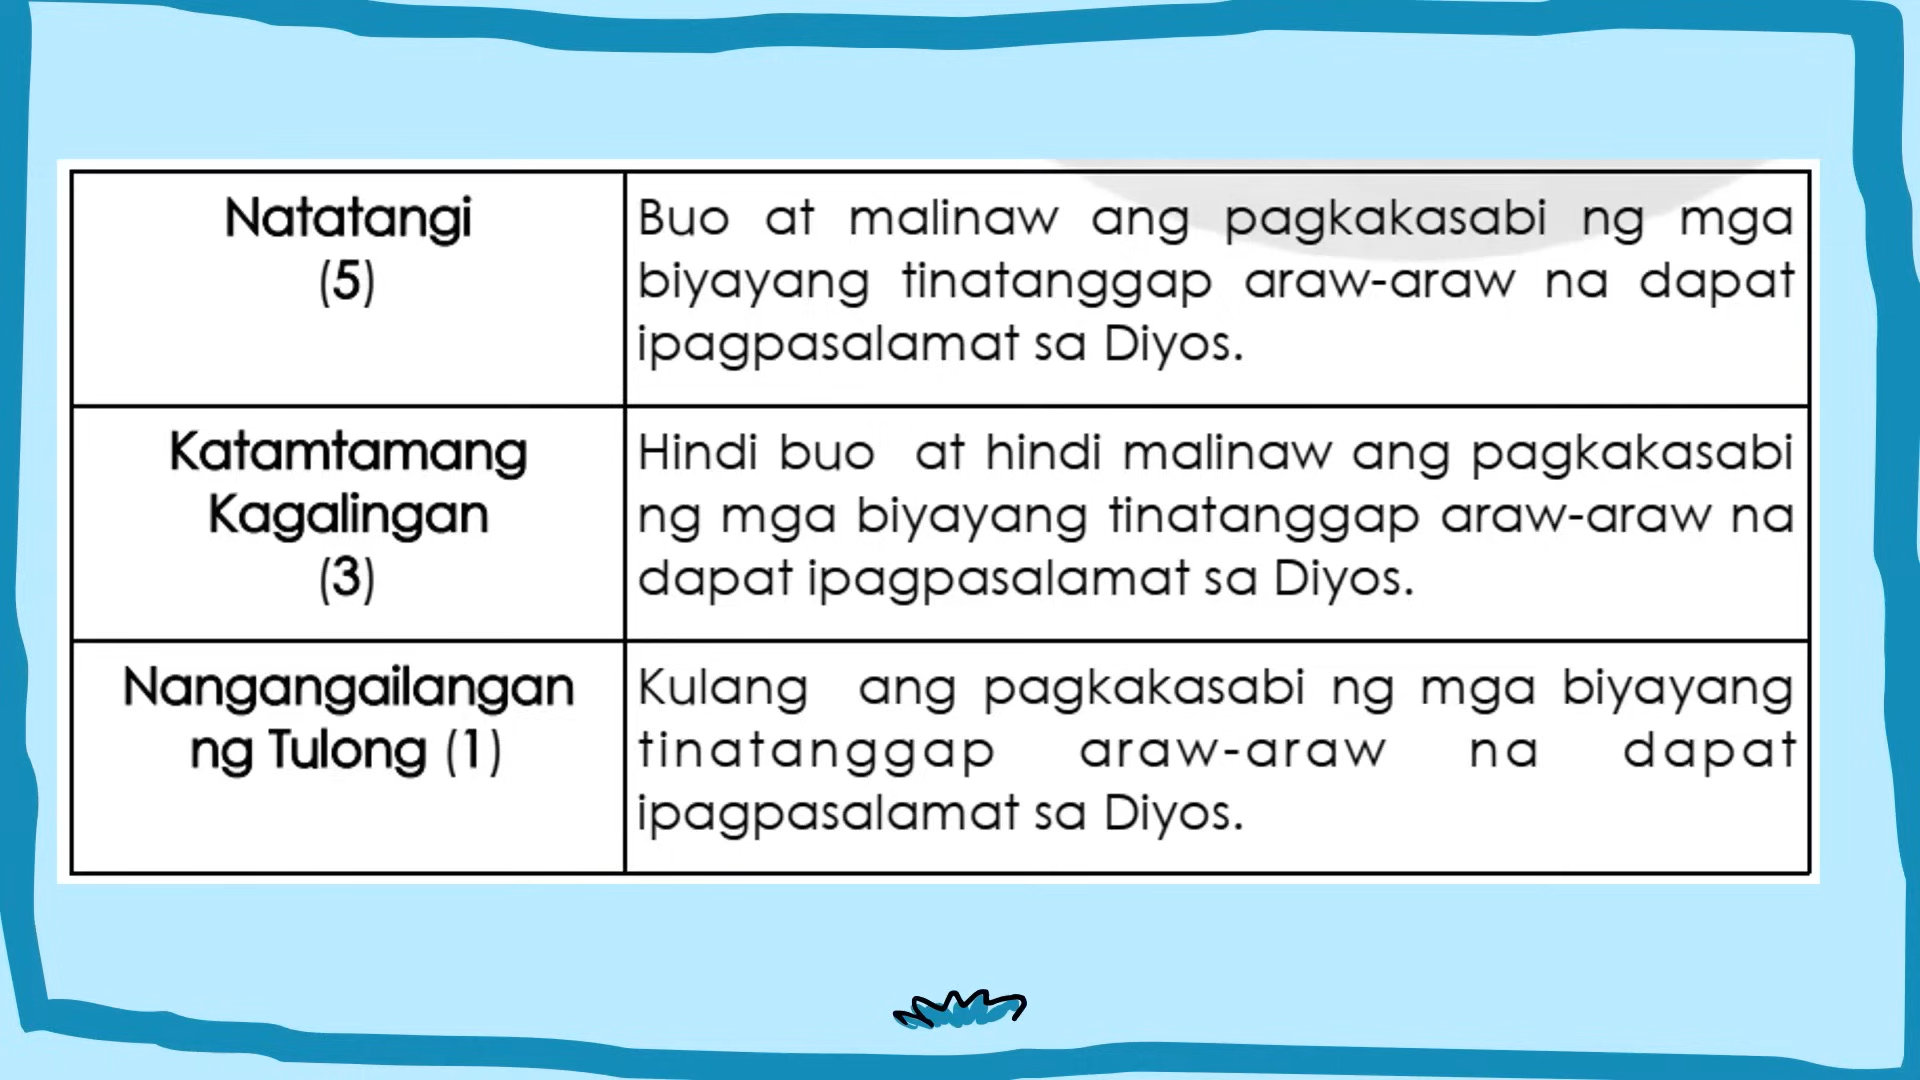 Natatangi
(5)
Buo at malinaw ang pagkakasabi ng mga
biyayang tinatanggap araw-araw na dapat
ipagpasalamat sa Diyos.
Katamtamang
Kagalingan
(3)
Hindi buo at hindi malinaw ang pagkakasabi
ng mga biyayang tinatanggap araw-araw na
dapat ipagpasalamat sa Diyos.
Nangangailangan
ng Tulong (1)
Kulang ang pagkakasabi ng mga biyayang
tinatanggap araw-araw na dapat
ipagpasalamat sa Diyos.